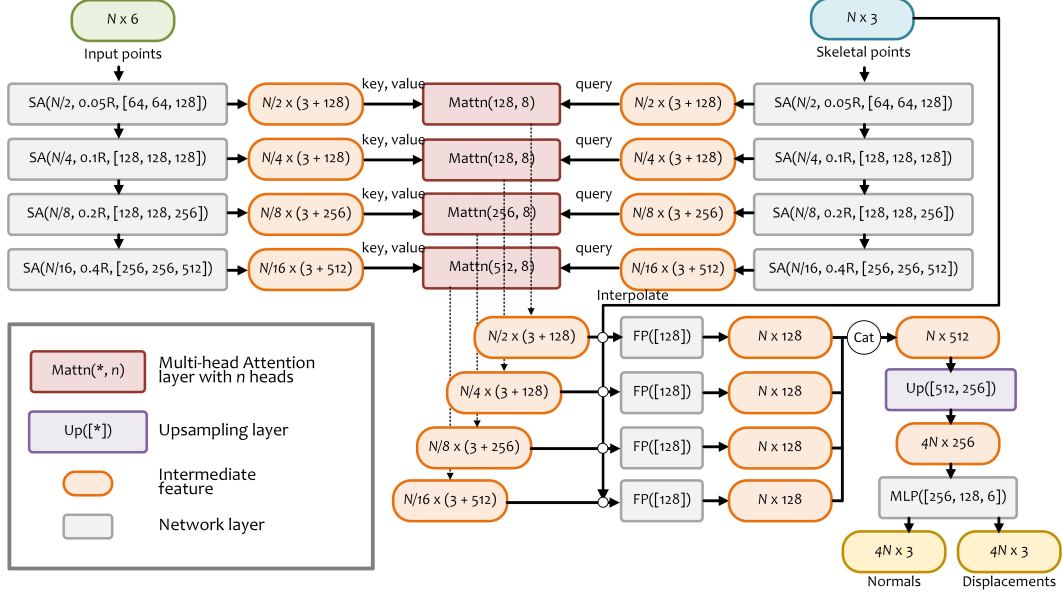 N x 6
N x 3
Input points
Skeletal points
SA(N/2, 0.05R, [64, 64, 128])
N/2 x (3 + 128)
key, value
Mattn(128, 8)
query
N/2 x (3 + 128)
SA(N/2, 0.05R, [64, 64, 128])
SA(N/4, 0.1R, [128, 128, 128])
N/4 x (3 + 128)
key, value
Mattn(128, 8)
query
N/4 x (3 + 128)
SA(N/4, 0.1R, [128, 128, 128])
SA(N/8, 0.2R, [128, 128, 256])
N/8 x (3 + 256)
key, value
Mattn(256, 8)
query
N/8 x (3 + 256)
SA(N/8, 0.2R, [128, 128, 256])
SA(N/16, 0.4R, [256, 256, 512])
N/16 x (3 + 512)
key, value
Mattn(512, 8)
query
N/16 x (3 + 512)
SA(N/16, 0.4R, [256, 256, 512])
Interpolate
N/2 x (3 + 128)
FP([128])
N x 128
Cat
N x 512
N/4 x (3 + 128)
FP([128])
N x 128
Up([512, 256])
N/8 x (3 + 256)
FP([128])
N x 128
4N x 256
N/16 x (3 + 512)
FP([128])
N x 128
MLP([256, 128, 6])
4N x 3
4N x 3
Normals
Displacements
Mattn(*, n)
Multi-head Attention
layer with n heads
Up([*])
Upsampling layer
Intermediate
feature
Network layer